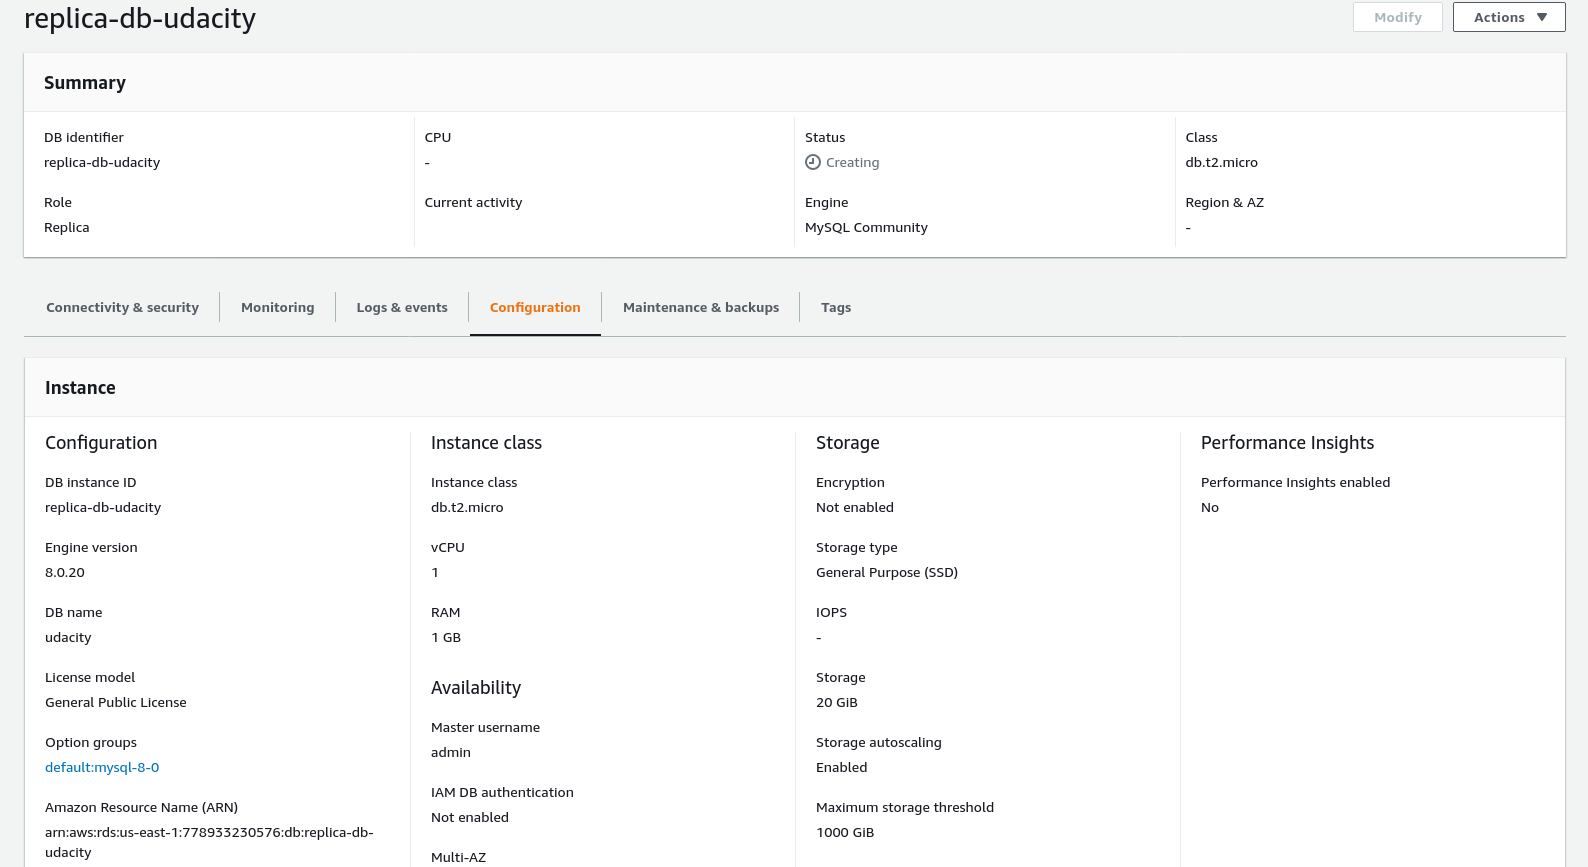 replica-db-udacity
Modify
Actions
Summary
DB identifier
replica-db-udacity
Role
Replica
CPU
-
Current activity
Status
Creating
Engine
MySQL Community
Class
db.t2.micro
Region & AZ
-
Connectivity & security
Monitoring
Logs & events
Configuration
Maintenance & backups
Tags
Instance
Configuration
DB instance ID
replica-db-udacity
Engine version
8.0.20
DB name
udacity
License model
General Public License
Option groups
default:mysql-8-0
Amazon Resource Name (ARN)
arn:aws:rds:us-east-1:778933230576:db:replica-db-
udacity
Instance class
Instance class
db.t2.micro
vCPU
1
RAM
1 GB
Availability
Master username
admin
IAM DB authentication
Not enabled
Multi-AZ
Storage
Encryption
Not enabled
Storage type
General Purpose (SSD)
IOPS
-
Storage
20 GiB
Storage autoscaling
Enabled
Maximum storage threshold
1000 GiB
Performance Insights
Performance Insights enabled
No